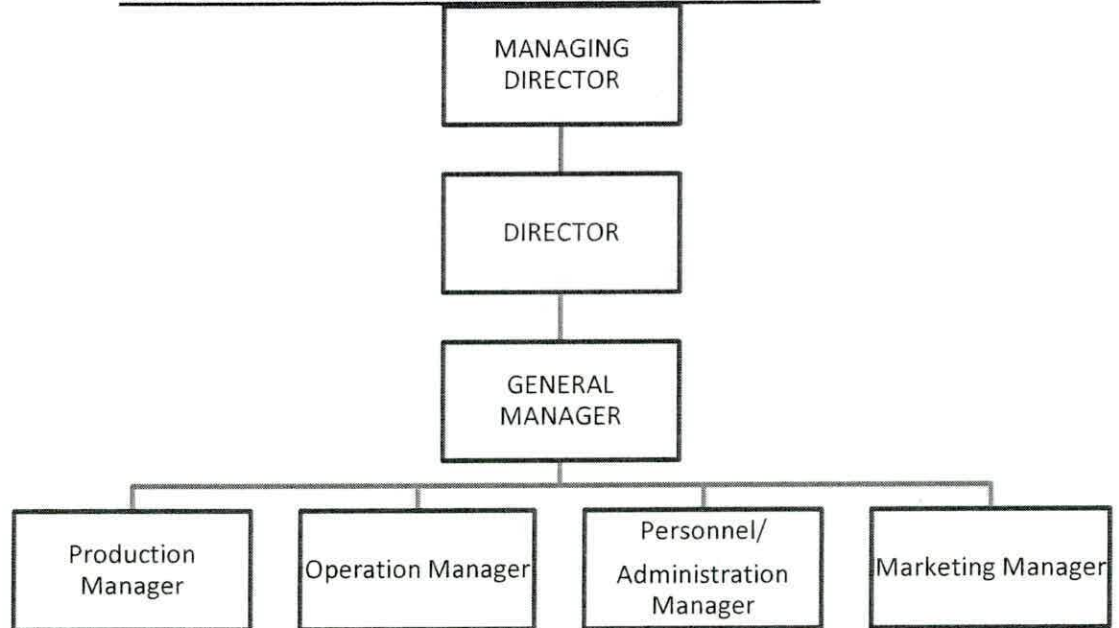 MANAGING
DIRECTOR
DIRECTOR
GENERAL
MANAGER
Production
Manager
Operation Manager
Personnel/
Administration
Manager
Marketing Manager